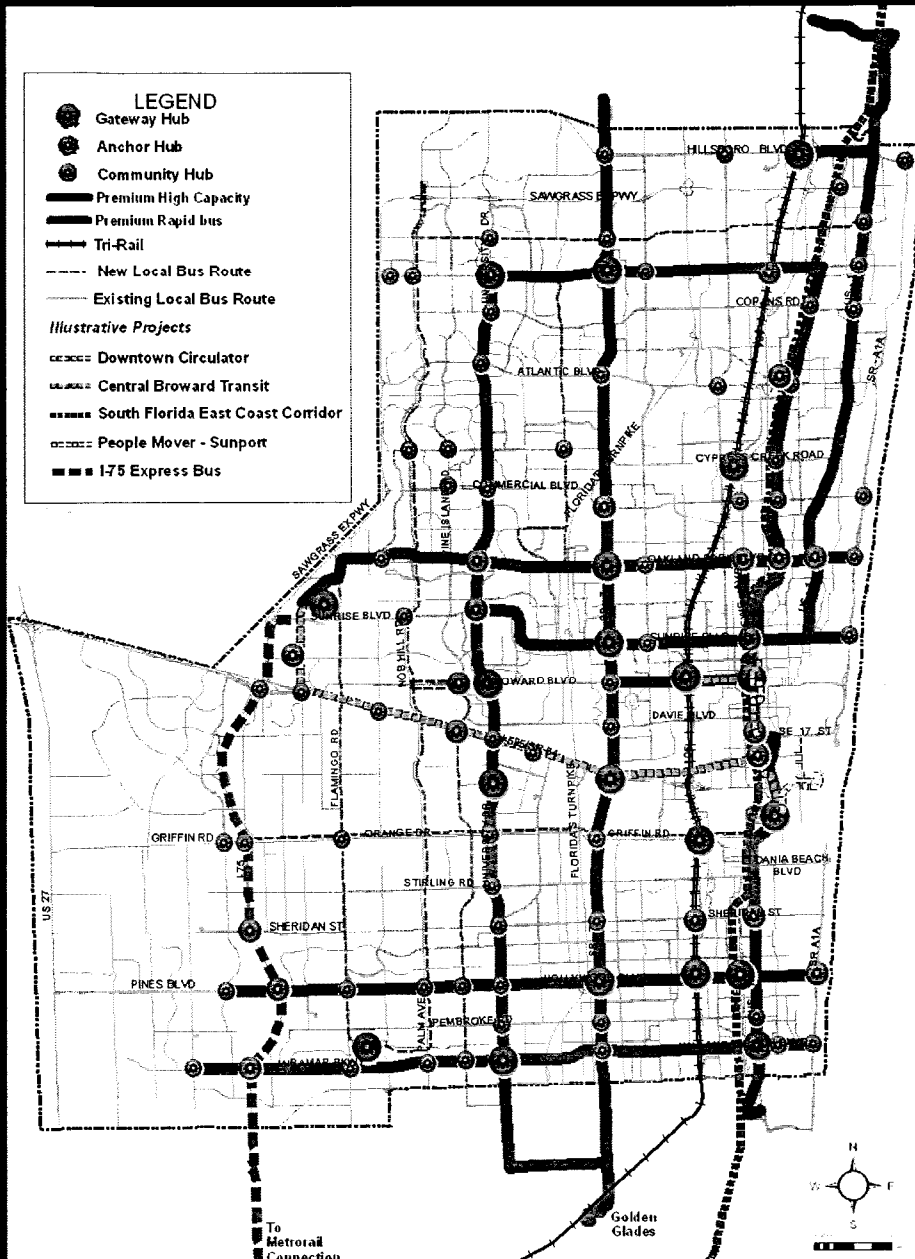 LEGEND
Gateway Hub
Anchor Hub
Community Hub
Premium High Capacity
Premium Rapid bus
Tri-Rail
New Local Bus Route
Existing Local Bus Route
Illustrative Projects
Downtown Circulator
Central Broward Transit
South Florida East Coast Corridor
People Mover - Sunport
I-75 Express Bus
HILLSBORO BLVD
SAWGRASS EXPWY
COPANS RD
ATLANTIC BLVD
SR A1A
CYPRESS CREEK ROAD
FLORIDA'S TURNPIKE
COMMERCIAL BLVD
PINE ISLAND RD
SAWGRASS EXPWY
SUNRISE BLVD
NOB HILL RD
DAVIE BLVD
SE 17 ST
FLAMINGO RD
FLORIDA'S TURNPIKE
GRIFFIN RD
ORANGE DR
GRIFFIN RD
I-75
DANIA BEACH
BLVD
STIRLING RD
US 27
SHERIDAN ST
SHERIDAN ST
SR A1A
PINES BLVD
PALM AVE
PEMBROKE RD
MIRAMAR PKWY
N
W
E
S
To
Metrorail
Connection
Golden
Glades